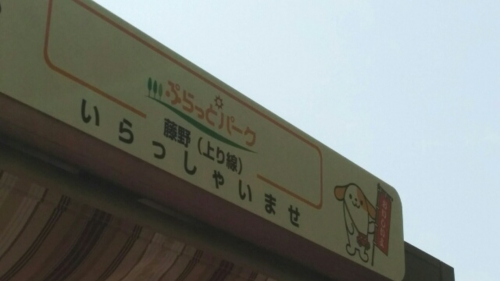 ぷらっとパーク
藤野（上り線）
いらっしゃいませ